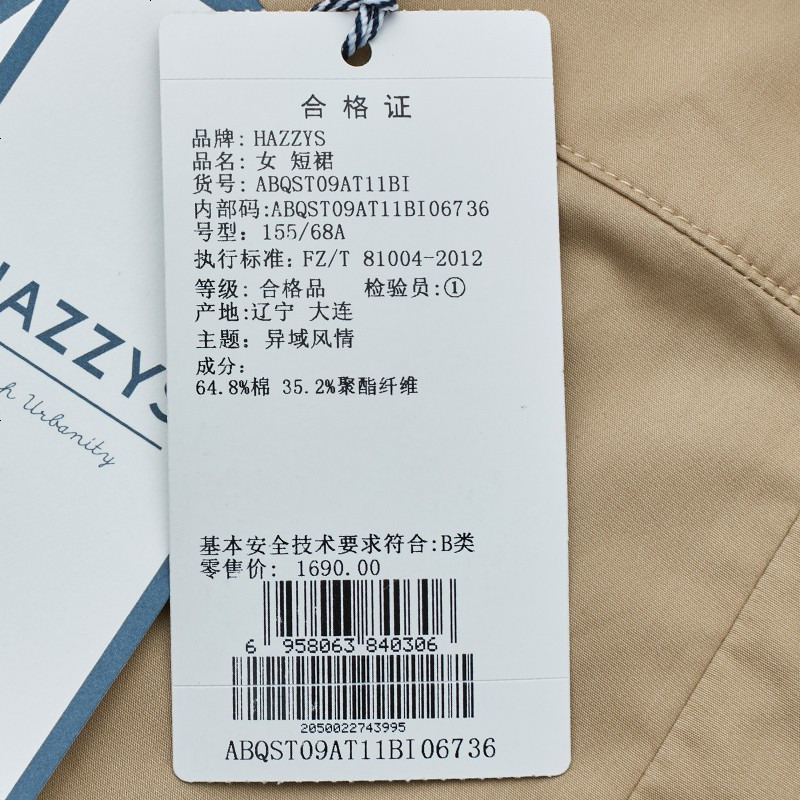 合格证
品牌: HAZZYS
品名: 女 短裙
货号: ABQST09AT11BI
内部码:ABQST09AT11BI06736
号型: 155/68A
执行标准: FZ/T 81004-2012
等级: 合格品 检验员:①
产地:辽宁 大连
主题: 异域风情
成分:
64.8%棉 35.2%聚酯纤维
基本安全技术要求符合:B类
零售价: 1690.00
6 958063 840306
2050022743995
ABQST09AT11BI06736
HAZZYS
h Urbanity